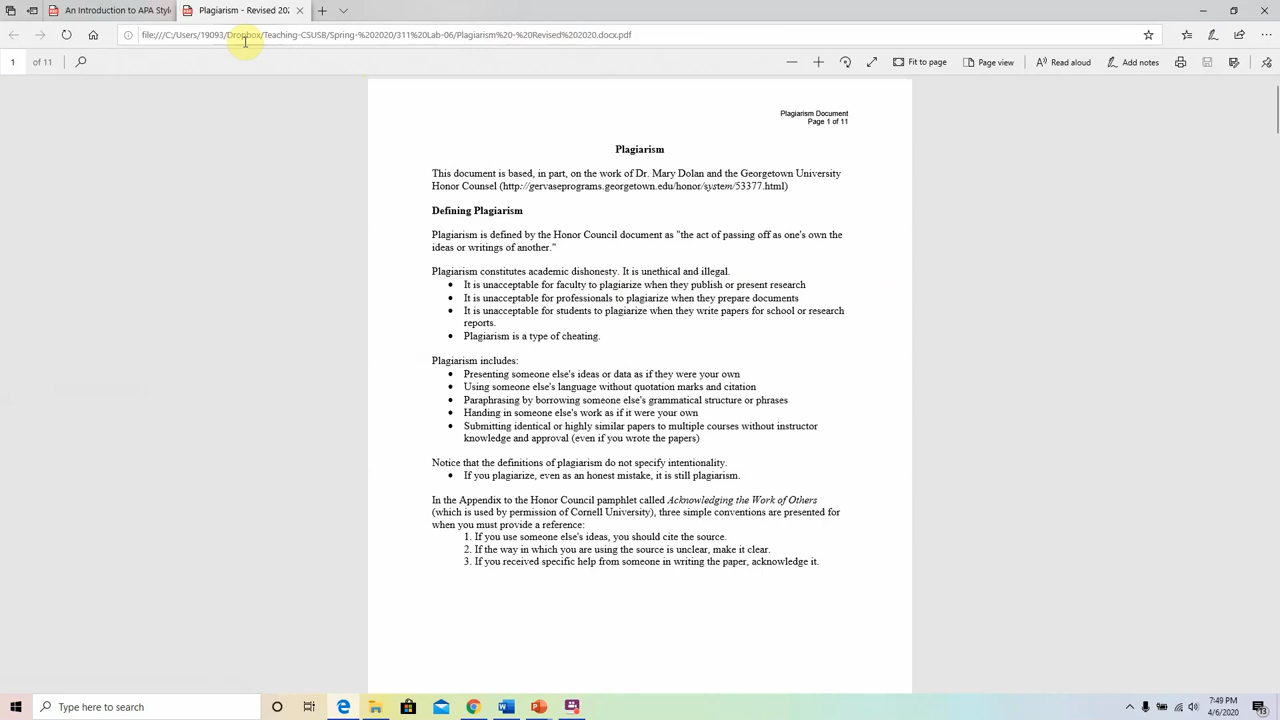 An Introduction to APA Styl
Plagiarism - Revised 202
file:///C:/Users/19093/Dropbox/Teaching-CSUSB/Spring-%202020/311%20Lab-06/Plagiarism%20-%20Revised%202020.docx.pdf
1 of 11
Fit to page
Page view
Read aloud
Add notes
Plagiarism Document
Page 1 of 11
Plagiarism
This document is based, in part, on the work of Dr. Mary Dolan and the Georgetown University
Honor Counsel (http://gervaseprograms.georgetown.edu/honor/system/53377.html)
Defining Plagiarism
Plagiarism is defined by the Honor Council document as "the act of passing off as one's own the
ideas or writings of another."
Plagiarism constitutes academic dishonesty. It is unethical and illegal.
• It is unacceptable for faculty to plagiarize when they publish or present research
• It is unacceptable for professionals to plagiarize when they prepare documents
• It is unacceptable for students to plagiarize when they write papers for school or research
reports.
• Plagiarism is a type of cheating.
Plagiarism includes:
• Presenting someone else's ideas or data as if they were your own
• Using someone else's language without quotation marks and citation
• Paraphrasing by borrowing someone else's grammatical structure or phrases
• Handing in someone else's work as if it were your own
• Submitting identical or highly similar papers to multiple courses without instructor
knowledge and approval (even if you wrote the papers)
Notice that the definitions of plagiarism do not specify intentionality.
• If you plagiarize, even as an honest mistake, it is still plagiarism.
In the Appendix to the Honor Council pamphlet called Acknowledging the Work of Others
(which is used by permission of Cornell University), three simple conventions are presented for
when you must provide a reference:
1. If you use someone else's ideas, you should cite the source.
2. If the way in which you are using the source is unclear, make it clear.
3. If you received specific help from someone in writing the paper, acknowledge it.
Type here to search
7:49 PM
4/6/2020